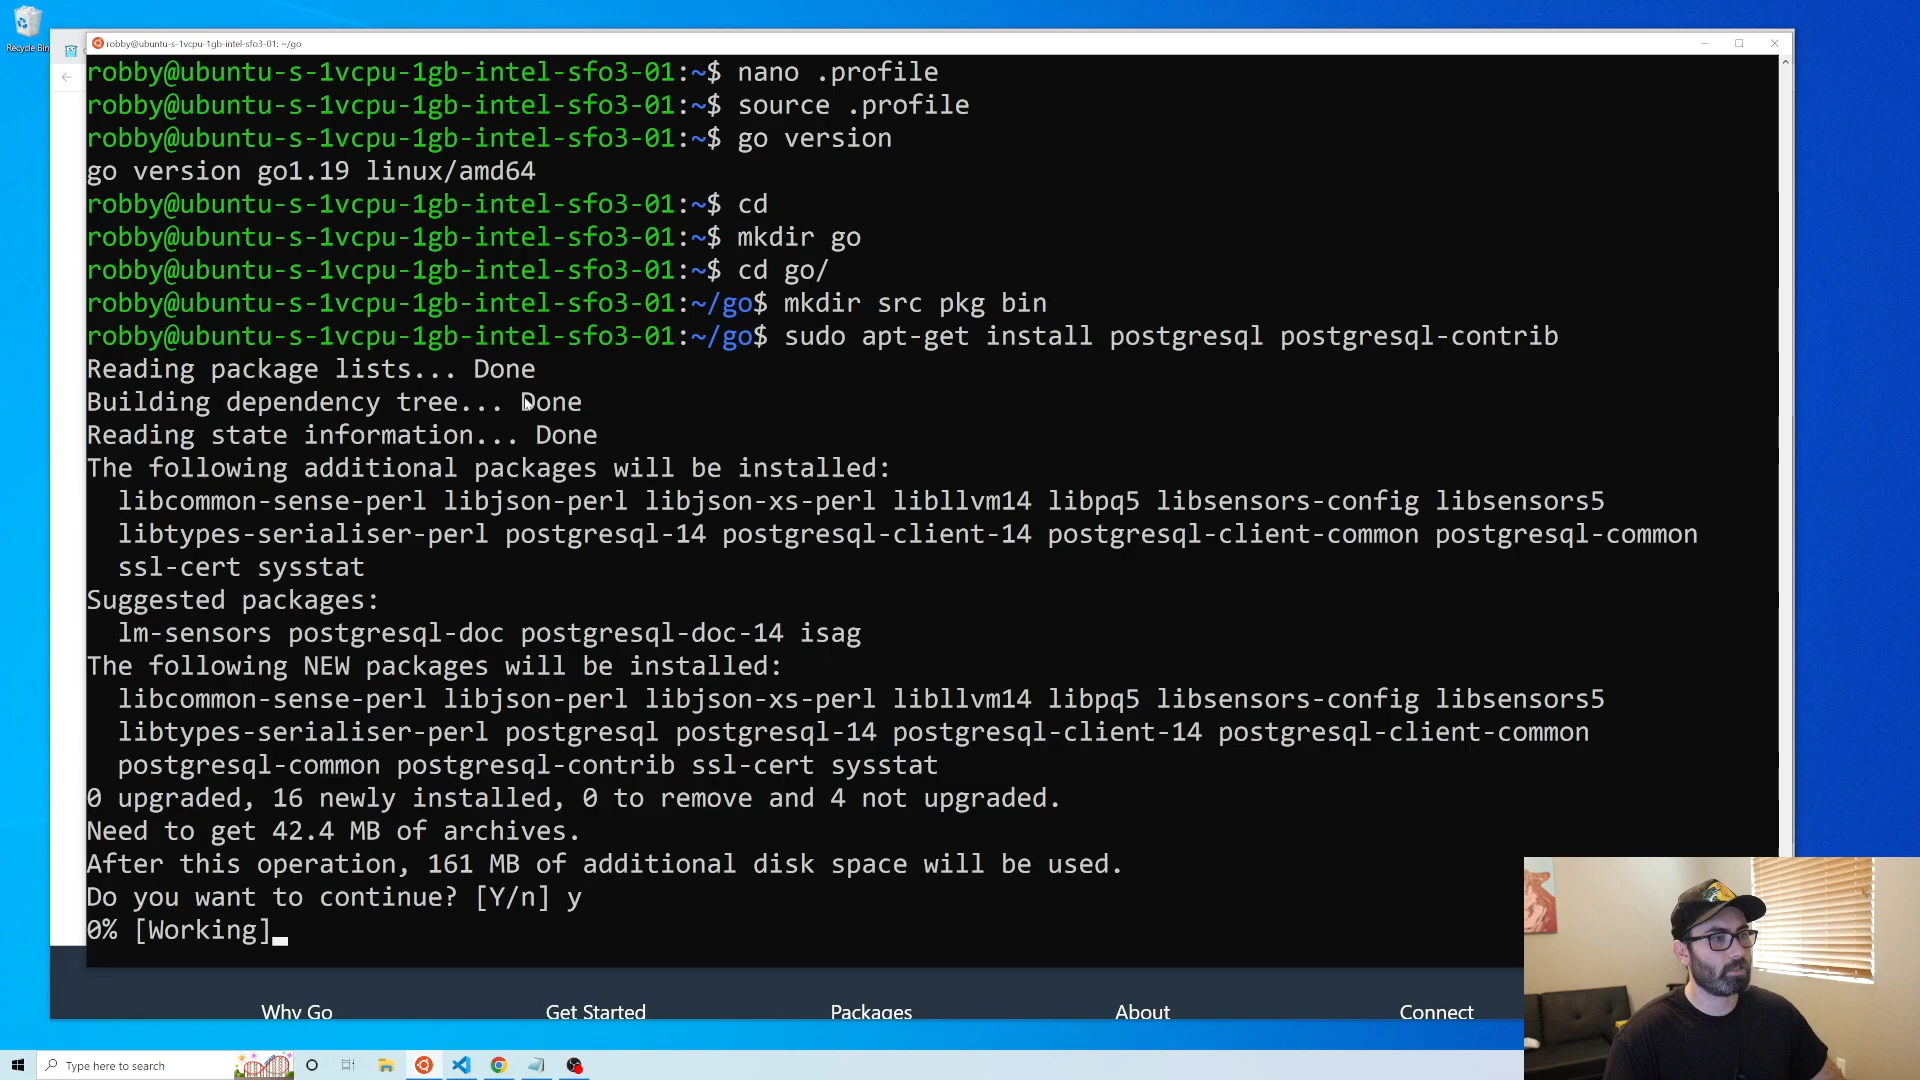 Recycle Bin
robby@ubuntu-s-1vcpu-1gb-intel-sfo3-01: ~/go
robby@ubuntu-s-1vcpu-1gb-intel-sfo3-01:~$ nano .profile
robby@ubuntu-s-1vcpu-1gb-intel-sfo3-01:~$ source .profile
robby@ubuntu-s-1vcpu-1gb-intel-sfo3-01:~$ go version
go version go1.19 linux/amd64
robby@ubuntu-s-1vcpu-1gb-intel-sfo3-01:~$ cd
robby@ubuntu-s-1vcpu-1gb-intel-sfo3-01:~$ mkdir go
robby@ubuntu-s-1vcpu-1gb-intel-sfo3-01:~$ cd go/
robby@ubuntu-s-1vcpu-1gb-intel-sfo3-01:~/go$ mkdir src pkg bin
robby@ubuntu-s-1vcpu-1gb-intel-sfo3-01:~/go$ sudo apt-get install postgresql postgresql-contrib
Reading package lists... Done
Building dependency tree... Done
Reading state information... Done
The following additional packages will be installed:
libcommon-sense-perl libjson-perl libjson-xs-perl libllvm14 libpq5 libsensors-config libsensors5
libtypes-serialiser-perl postgresql-14 postgresql-client-14 postgresql-client-common postgresql-common
ssl-cert sysstat
Suggested packages:
lm-sensors postgresql-doc postgresql-doc-14 isag
The following NEW packages will be installed:
libcommon-sense-perl libjson-perl libjson-xs-perl libllvm14 libpq5 libsensors-config libsensors5
libtypes-serialiser-perl postgresql postgresql-14 postgresql-client-14 postgresql-client-common
postgresql-common postgresql-contrib ssl-cert sysstat
0 upgraded, 16 newly installed, 0 to remove and 4 not upgraded.
Need to get 42.4 MB of archives.
After this operation, 161 MB of additional disk space will be used.
Do you want to continue? [Y/n] y
0% [Working]
Why Go Get Started Packages About Connect
Type here to search